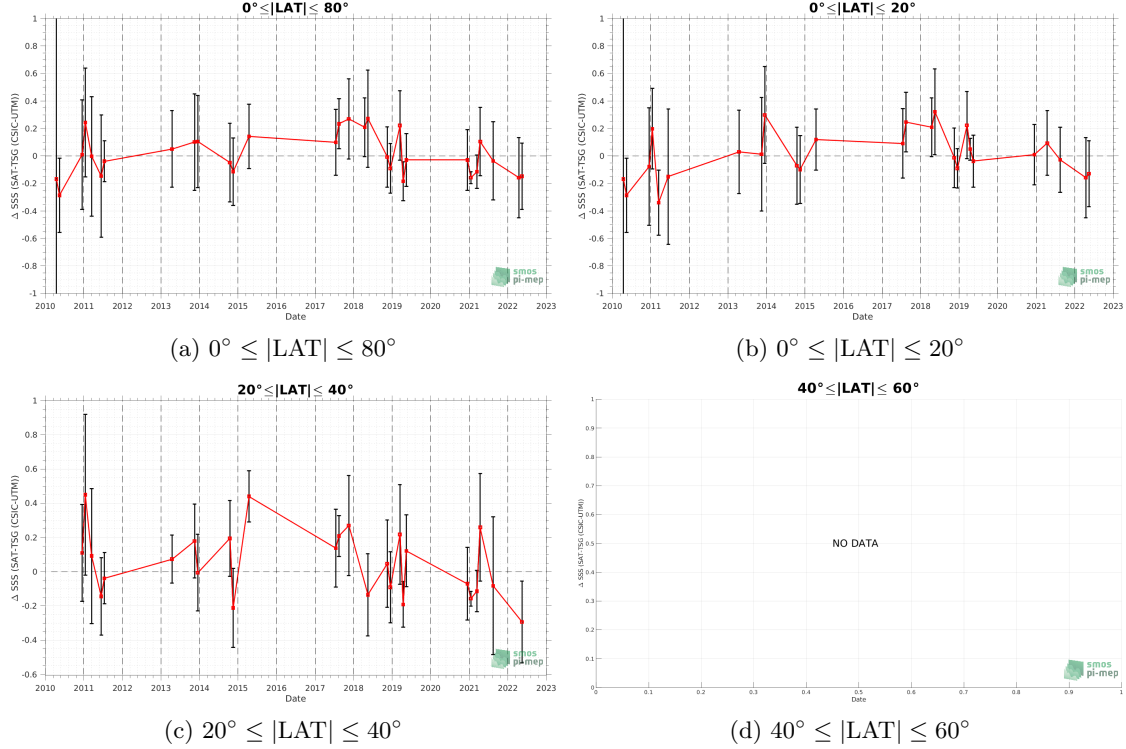 0°≤|LAT|≤ 80°
1
0.8
0.6
0.4
0.2
0
-0.2
-0.4
-0.6
-0.8
-1
Δ SSS (SAT-TSG (CSIC-UTM))
2010 2011 2012 2013 2014 2015 2016 2017 2018 2019 2020 2021 2022 2023
Date
smos
pi-mep
(a) 0° ≤ |LAT| ≤ 80°
0°≤|LAT|≤ 20°
1
0.8
0.6
0.4
0.2
0
-0.2
-0.4
-0.6
-0.8
-1
Δ SSS (SAT-TSG (CSIC-UTM))
2010 2011 2012 2013 2014 2015 2016 2017 2018 2019 2020 2021 2022 2023
Date
smos
pi-mep
(b) 0° ≤ |LAT| ≤ 20°
20°≤|LAT|≤ 40°
1
0.8
0.6
0.4
0.2
0
-0.2
-0.4
-0.6
Δ SSS (SAT-TSG (CSIC-UTM))
2010 2011 2012 2013 2014 2015 2016 2017 2018 2019 2020 2021 2022 2023
Date
smos
pi-mep
(c) 20° ≤ |LAT| ≤ 40°
40°≤|LAT|≤ 60°
1
0.9
0.8
0.7
0.6
0.5
0.4
0.3
0.2
0.1
0
Δ SSS (SAT-TSG (CSIC-UTM))
NO DATA
0 0.1 0.2 0.3 0.4 0.5 0.6 0.7 0.8 0.9 1
Date
smos
pi-mep
(d) 40° ≤ |LAT| ≤ 60°